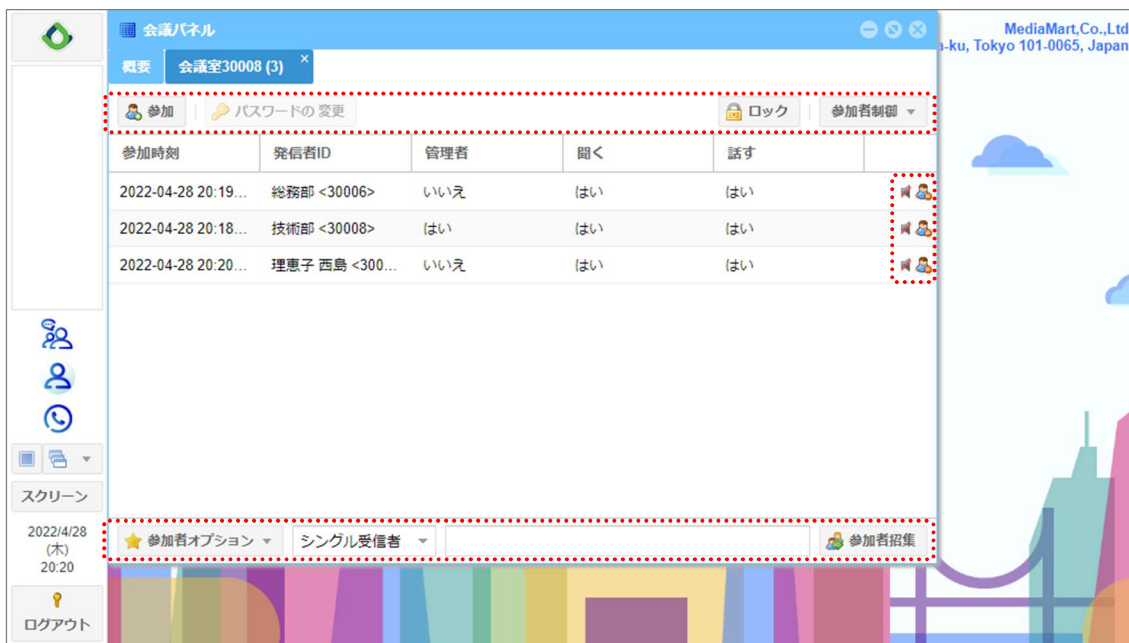 会議パネル
MediaMart,Co.,Ltd
-ku, Tokyo 101-0065, Japan
概要
会議室30008 (3)
参加
パスワードの 変更
ロック
参加者制御
参加時刻 発信者ID 管理者 聞く 話す
2022-04-28 20:19... 総務部 <30006> いいえ はい はい
2022-04-28 20:18... 技術部 <30008> はい はい はい
2022-04-28 20:20... 理恵子 西島 <300... いいえ はい はい
スクリーン
2022/4/28
(木)
20:20
参加者オプション
シングル受信者
参加者招集
ログアウト